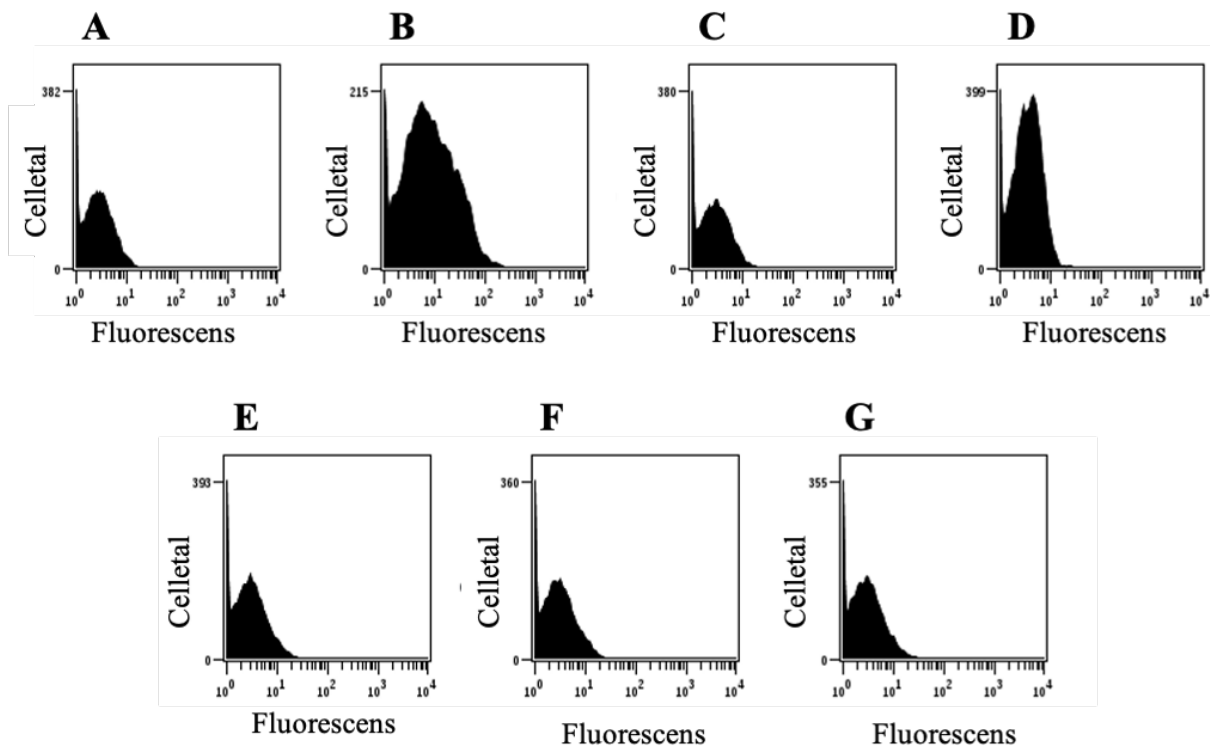 A B C D
382 215 380 399
Celletal Celletal Celletal Celletal
0 0 0 0
10⁰ 10¹ 10² 10³ 10⁴ 10⁰ 10¹ 10² 10³ 10⁴ 10⁰ 10¹ 10² 10³ 10⁴ 10⁰ 10¹ 10² 10³ 10⁴
Fluorescens Fluorescens Fluorescens Fluorescens
E F G
393 360 355
Celletal Celletal Celletal
0 0 0
10⁰ 10¹ 10² 10³ 10⁴ 10⁰ 10¹ 10² 10³ 10⁴ 10⁰ 10¹ 10² 10³ 10⁴
Fluorescens Fluorescens Fluorescens